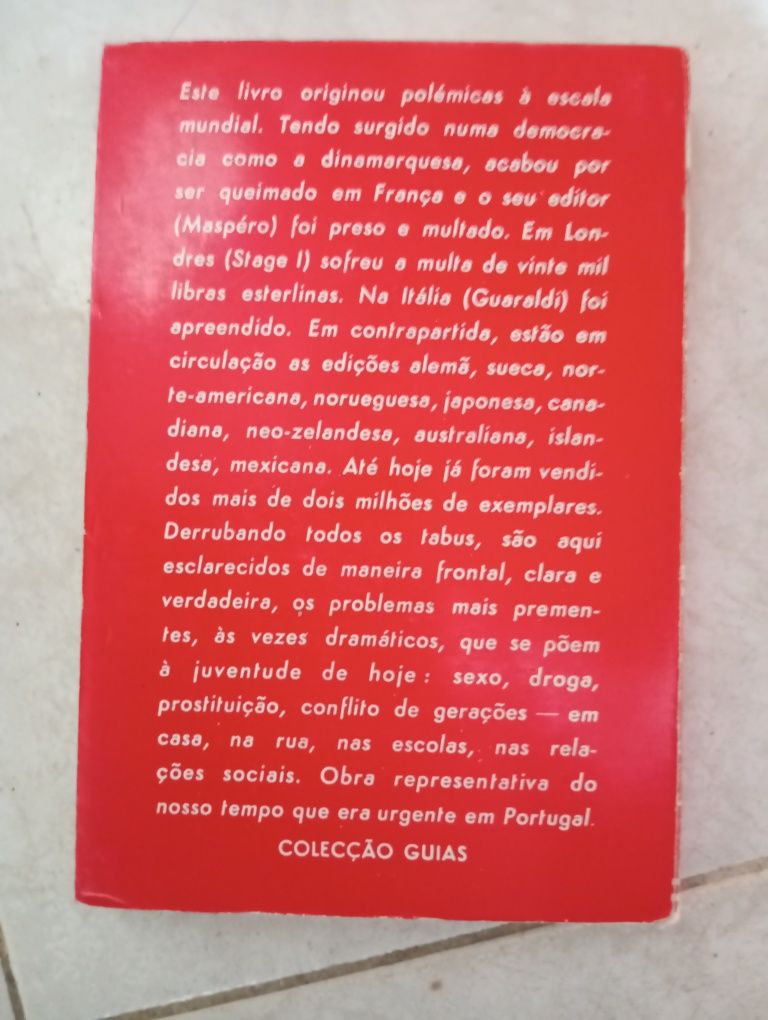 Este livro originou polémicas à escala
mundial. Tendo surgido numa democra-
cia como a dinamarquesa, acabou por
ser queimado em França e o seu editor
(Maspéro) foi preso e multado. Em Lon-
dres (Stage I) sofreu a multa de vinte mil
libras esterlinas. Na Itália (Guaraldi) foi
apreendido. Em contrapartida, estão em
circulação as edições alemã, sueca, nor-
te-americana, norueguesa, japonesa, cana-
diana, neo-zelandesa, australiana, islan-
desa, mexicana. Até hoje já foram vendi-
dos mais de dois milhões de exemplares.
Derrubando todos os tabus, são aqui
esclarecidos de maneira frontal, clara e
verdadeira, os problemas mais premen-
tes, às vezes dramáticos, que se põem
à juventude de hoje: sexo, droga,
prostituição, conflito de gerações — em
casa, na rua, nas escolas, nas rela-
ções sociais. Obra representativa do
nosso tempo que era urgente em Portugal.
COLECÇÃO GUIAS